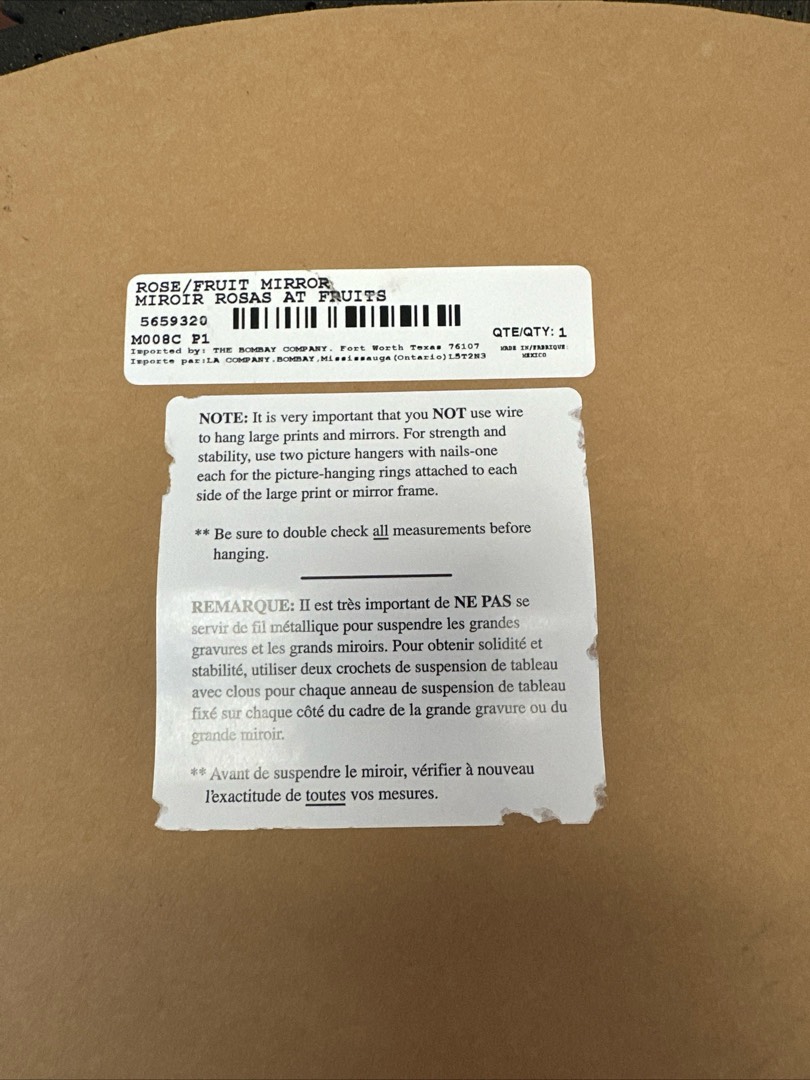 ROSE/FRUIT MIRROR
MIROIR ROSAS AT FRUITS
5659320
M008C P1
QTE/QTY: 1
Imported by: THE BOMBAY COMPANY. Fort Worth Texas 76107
Importe par:LA COMPANY.BOMBAY,Mississauga(Ontario)L5T2N3
MADE IN/FABRIQUE:
MEXICO
NOTE: It is very important that you NOT use wire
to hang large prints and mirrors. For strength and
stability, use two picture hangers with nails-one
each for the picture-hanging rings attached to each
side of the large print or mirror frame.
** Be sure to double check all measurements before
hanging.
REMARQUE: II est très important de NE PAS se
servir de fil métallique pour suspendre les grandes
gravures et les grands miroirs. Pour obtenir solidité et
stabilité, utiliser deux crochets de suspension de tableau
avec clous pour chaque anneau de suspension de tableau
fixé sur chaque côté du cadre de la grande gravure ou du
grande miroir.
** Avant de suspendre le miroir, vérifier à nouveau
l'exactitude de toutes vos mesures.